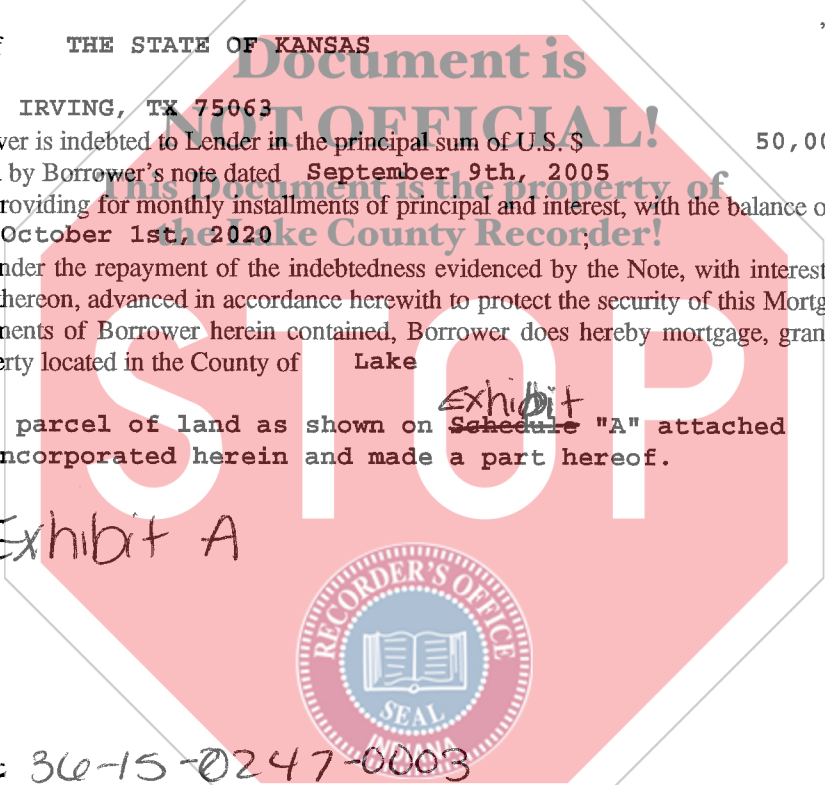 THE STATE OF KANSAS
Document is
IRVING, TX 75063
NOT OFFICIAL!
ver is indebted to Lender in the principal sum of U.S. $ 50,00
by Borrower's note dated September 9th, 2005
This Document is the property of
roviding for monthly installments of principal and interest, with the balance o
October 1st, 2020 ;
the Lake County Recorder!
nder the repayment of the indebtedness evidenced by the Note, with interest
hereon, advanced in accordance herewith to protect the security of this Mortg
nents of Borrower herein contained, Borrower does hereby mortgage, gran
erty located in the County of Lake
STOP
Exhibit
parcel of land as shown on Schedule "A" attached
ncorporated herein and made a part hereof.
Exhibit A
RECORDER'S OFFICE
SEAL
INDIANA
: 36-15-0247-0003